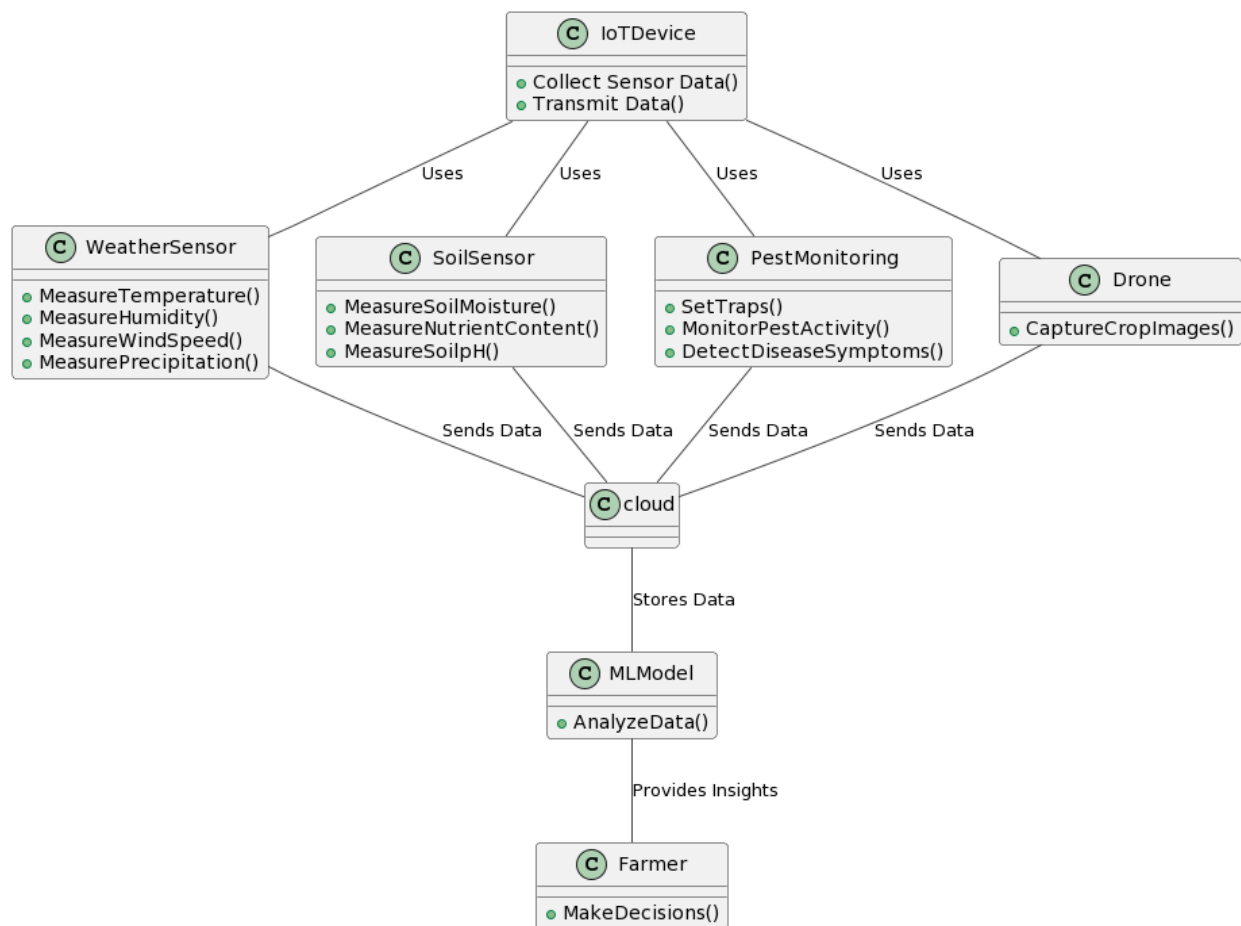 C IoTDevice
Collect Sensor Data()
Transmit Data()
Uses
Uses
Uses
Uses
C WeatherSensor
MeasureTemperature()
MeasureHumidity()
MeasureWindSpeed()
MeasurePrecipitation()
C SoilSensor
MeasureSoilMoisture()
MeasureNutrientContent()
MeasureSoilpH()
C PestMonitoring
SetTraps()
MonitorPestActivity()
DetectDiseaseSymptoms()
C Drone
CaptureCropImages()
Sends Data
Sends Data
Sends Data
Sends Data
C cloud
Stores Data
C MLModel
AnalyzeData()
Provides Insights
C Farmer
MakeDecisions()